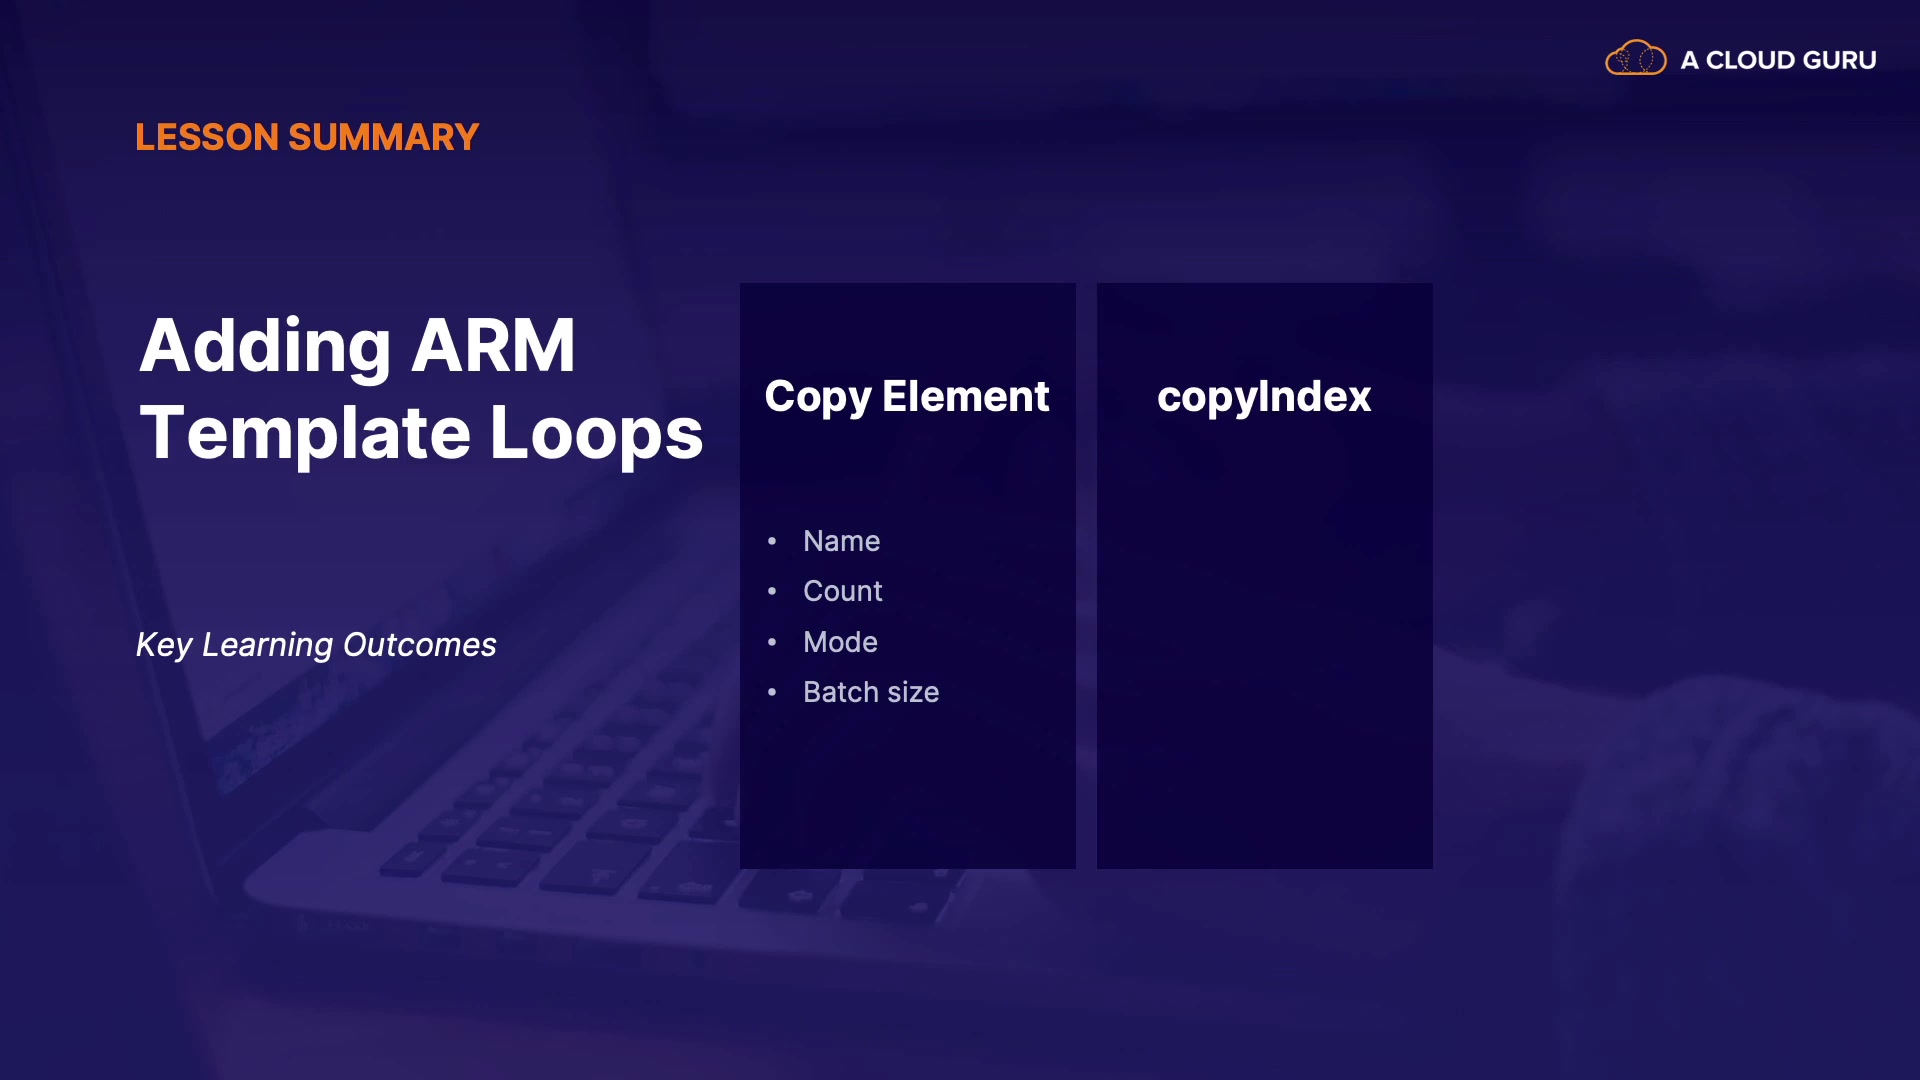 A CLOUD GURU
LESSON SUMMARY
Adding ARM
Template Loops
Key Learning Outcomes
Copy Element
• Name
• Count
• Mode
• Batch size
copyIndex